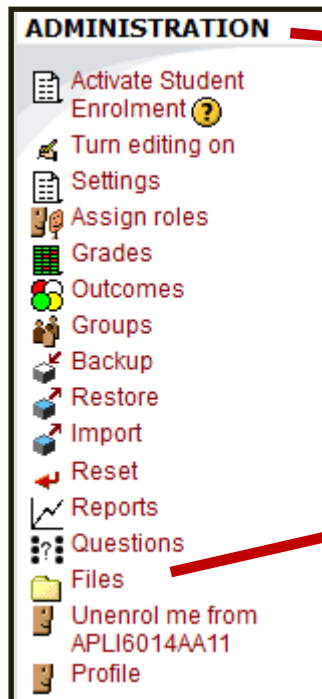 ADMINISTRATION
Activate Student
Enrolment ?
Turn editing on
Settings
Assign roles
Grades
Outcomes
Groups
Backup
Restore
Import
Reset
Reports
Questions
Files
Unenrol me from
APLI6014AA11
Profile